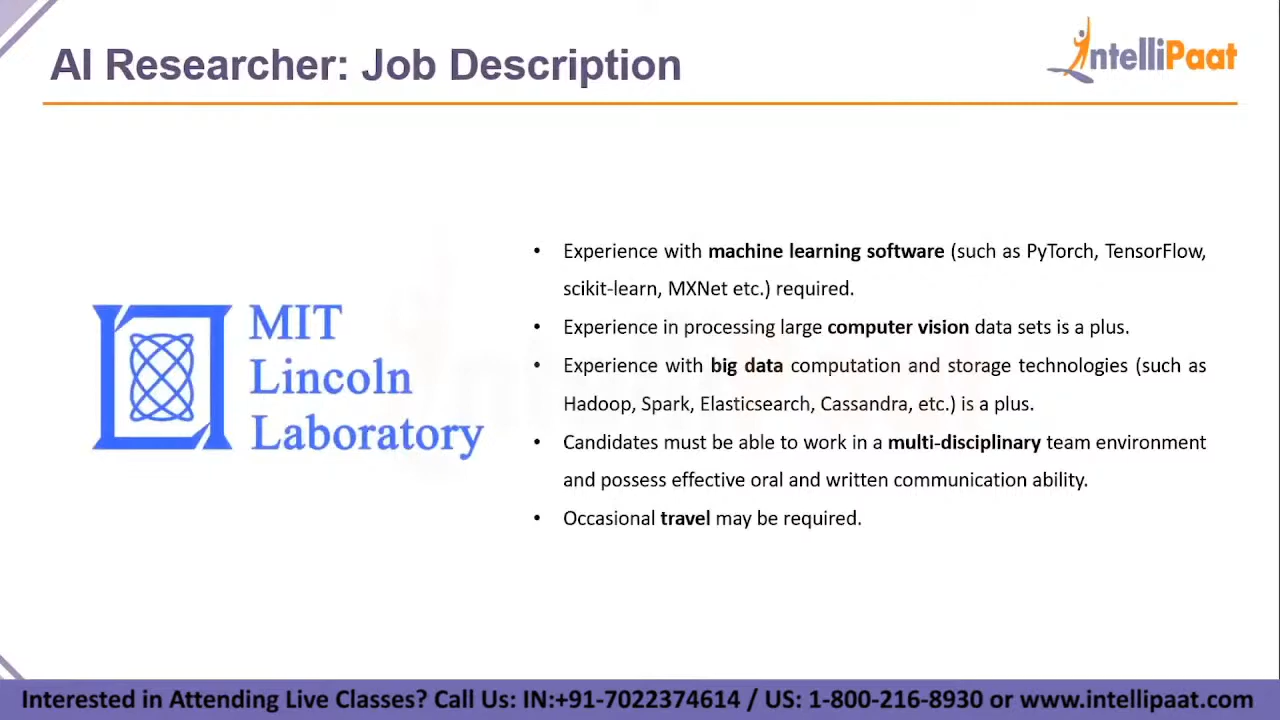 AI Researcher: Job Description
IntelliPaat
MIT
Lincoln
Laboratory
• Experience with machine learning software (such as PyTorch, TensorFlow,
scikit-learn, MXNet etc.) required.
• Experience in processing large computer vision data sets is a plus.
• Experience with big data computation and storage technologies (such as
Hadoop, Spark, Elasticsearch, Cassandra, etc.) is a plus.
• Candidates must be able to work in a multi-disciplinary team environment
and possess effective oral and written communication ability.
• Occasional travel may be required.
Interested in Attending Live Classes? Call Us: IN:+91-7022374614 / US: 1-800-216-8930 or www.intellipaat.com